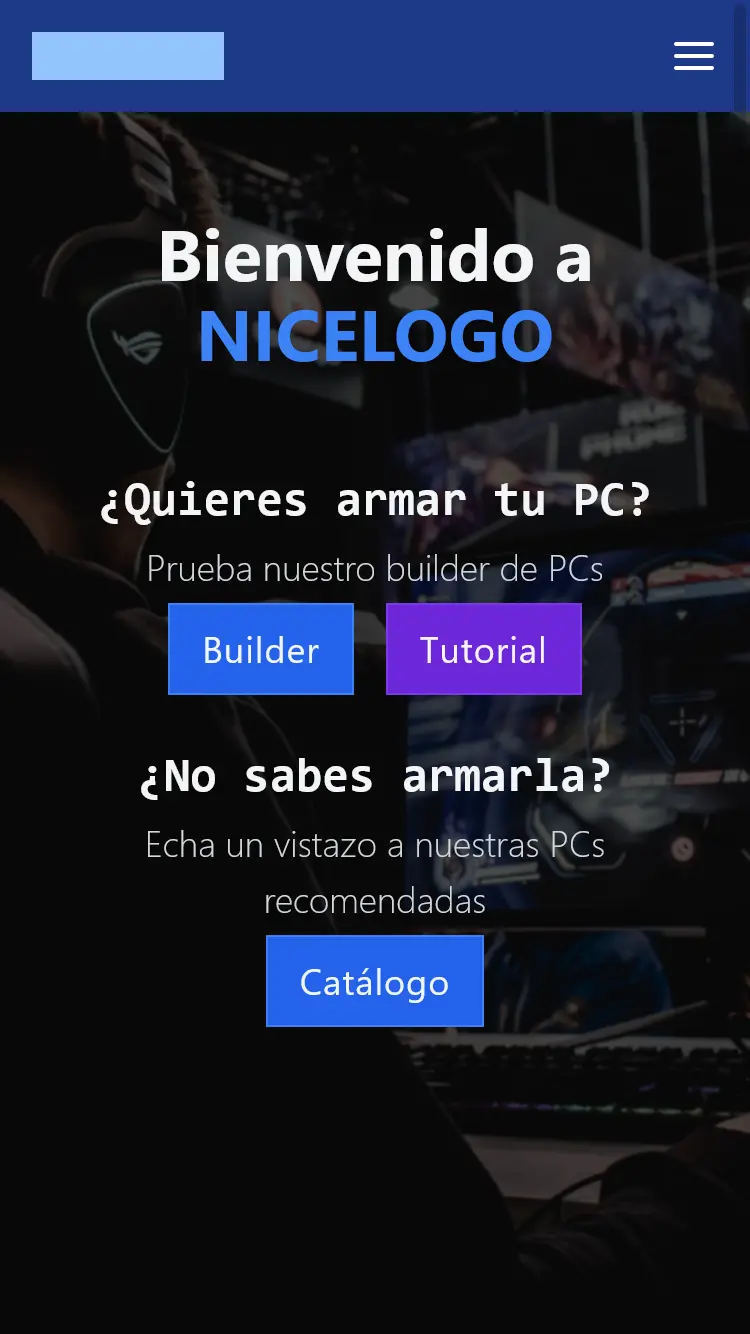 Bienvenido a
NICELOGO
¿Quieres armar tu PC?
Prueba nuestro builder de PCs
Builder
Tutorial
¿No sabes armarla?
Echa un vistazo a nuestras PCs
recomendadas
Catálogo